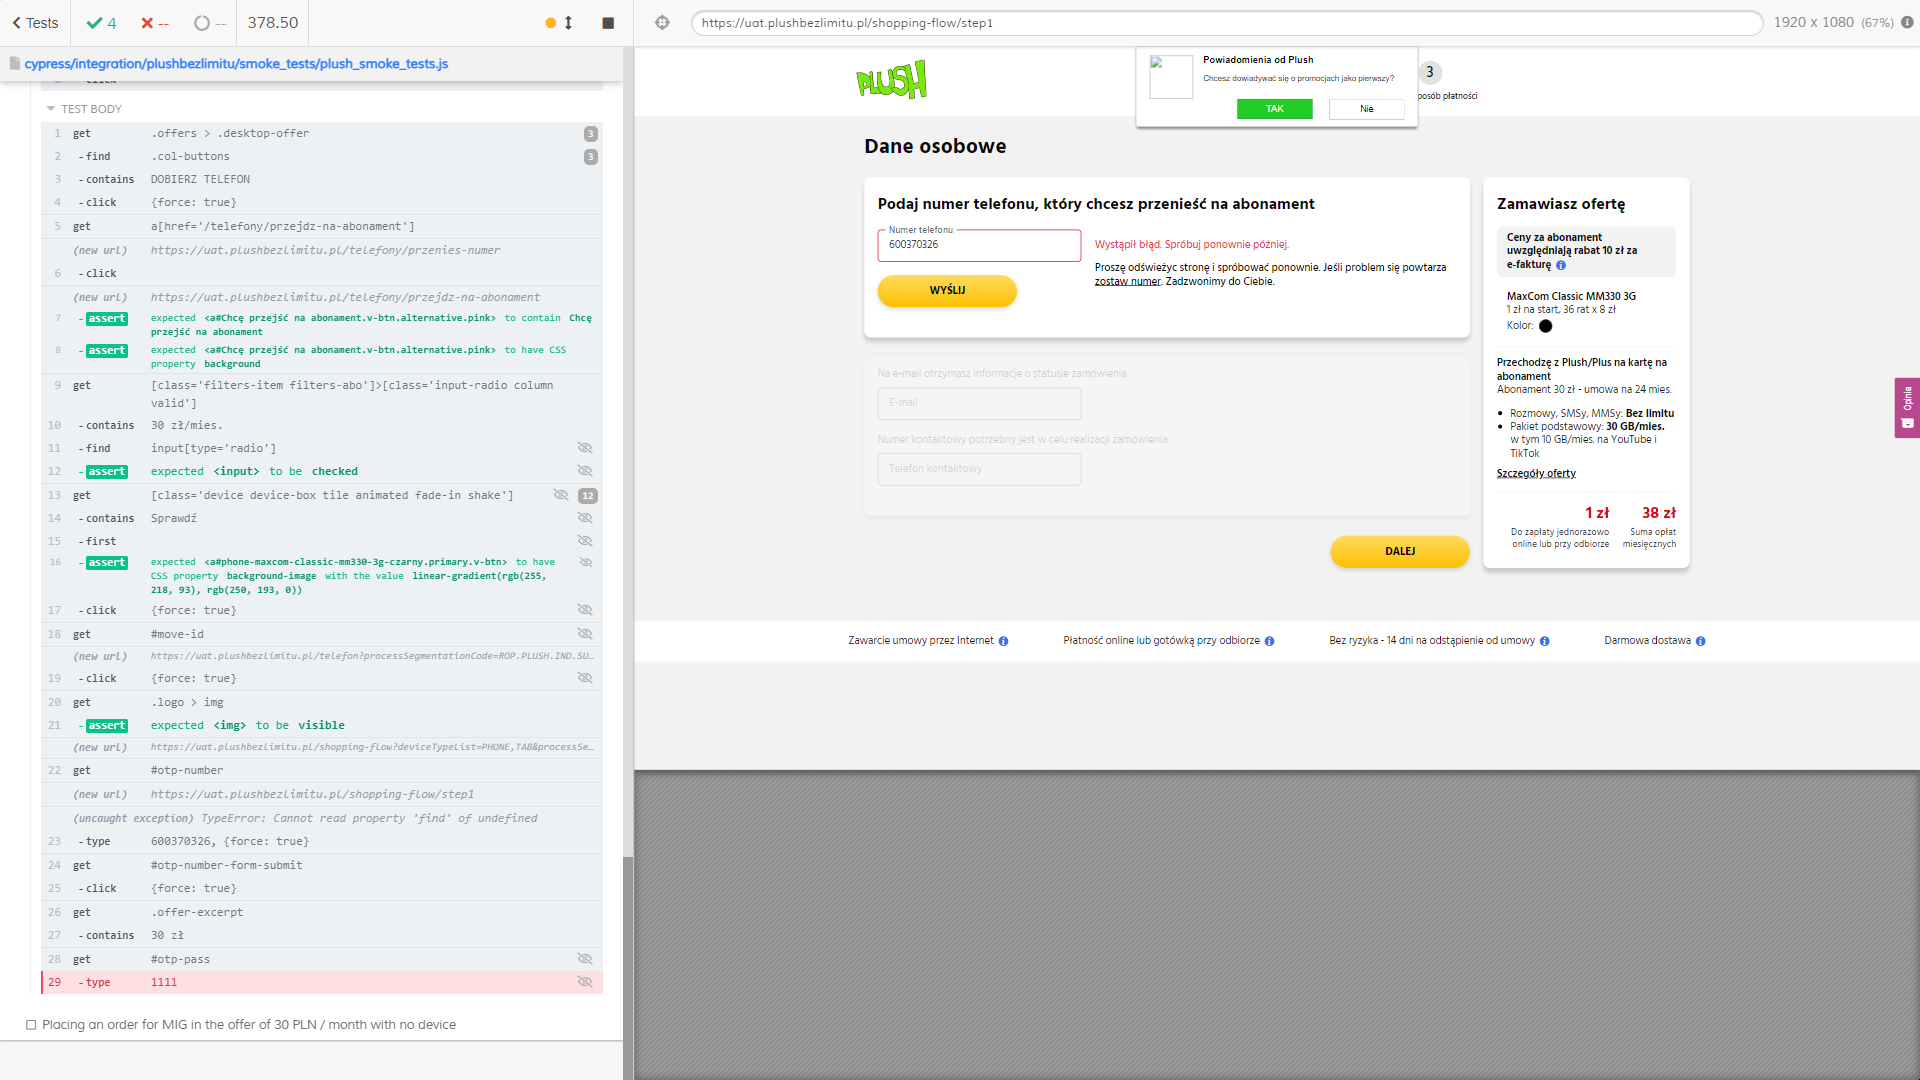 Tests
4
--
--
378.50
https://uat.plushbezlimitu.pl/shopping-flow/step1
1920 x 1080 (67%)
cypress/integration/plushbezlimitu/smoke_tests/plush_smoke_tests.js
TEST BODY
1 get .offers > .desktop-offer 3
2 -find .col-buttons 3
3 -contains DOBIERZ TELEFON
4 -click {force: true}
5 get a[href='/telefony/przejdz-na-abonament']
(new url) https://uat.plushbezlimitu.pl/telefony/przenies-numer
6 -click
(new url) https://uat.plushbezlimitu.pl/telefony/przejdz-na-abonament
7 -assert expected <a#Chcę przejść na abonament.v-btn.alternative.pink> to contain Chcę
przejść na abonament
8 -assert expected <a#Chcę przejść na abonament.v-btn.alternative.pink> to have CSS
property background
9 get [class='filters-item filters-abo']>[class='input-radio column
valid']
10 -contains 30 zł/mies.
11 -find input[type='radio']
12 -assert expected <input> to be checked
13 get [class='device device-box tile animated fade-in shake'] 12
14 -contains Sprawdź
15 -first
16 -assert expected <a#phone-maxcom-classic-mm330-3g-czarny.primary.v-btn> to have
CSS property background-image with the value linear-gradient(rgb(255,
218, 93), rgb(250, 193, 0))
17 -click {force: true}
18 get #move-id
(new url) https://uat.plushbezlimitu.pl/telefon?processSegmentationCode=ROP.PLUSH.IND.SU…
19 -click {force: true}
20 get .logo > img
21 -assert expected <img> to be visible
(new url) https://uat.plushbezlimitu.pl/shopping-flow?deviceTypeList=PHONE,TAB&processSe…
22 get #otp-number
(new url) https://uat.plushbezlimitu.pl/shopping-flow/step1
(uncaught exception) TypeError: Cannot read property 'find' of undefined
23 -type 600370326, {force: true}
24 get #otp-number-form-submit
25 -click {force: true}
26 get .offer-excerpt
27 -contains 30 zł
28 get #otp-pass
29 -type 1111
Placing an order for MIG in the offer of 30 PLN / month with no device
PLUSH
Powiadomienia od Plush
Chcesz dowiadywać się o promocjach jako pierwszy?
TAK
Nie
3
posób płatności
Dane osobowe
Podaj numer telefonu, który chcesz przenieść na abonament
Numer telefonu
600370326
Wystąpił błąd. Spróbuj ponownie później.
Proszę odświeżyc stronę i spróbować ponownie. Jeśli problem się powtarza
zostaw numer. Zadzwonimy do Ciebie.
WYŚLIJ
Na e-mail otrzymasz informacje o statusie zamówienia
E-mail
Numer kontaktowy potrzebny jest w celu realizacji zamówienia.
Telefon kontaktowy
DALEJ
Zamawiasz ofertę
Ceny za abonament
uwzględniają rabat 10 zł za
e-fakturę
MaxCom Classic MM330 3G
1 zł na start, 36 rat x 8 zł
Kolor:
Przechodzę z Plush/Plus na kartę na
abonament
Abonament 30 zł - umowa na 24 mies.
Rozmowy, SMSy, MMSy: Bez limitu
Pakiet podstawowy: 30 GB/mies.
w tym 10 GB/mies. na YouTube i
TikTok
Szczegóły oferty
1 zł 38 zł
Do zapłaty jednorazowo
online lub przy odbiorze
Suma opłat
miesięcznych
Opinia
Zawarcie umowy przez Internet
Płatność online lub gotówką przy odbiorze
Bez ryzyka - 14 dni na odstąpienie od umowy
Darmowa dostawa